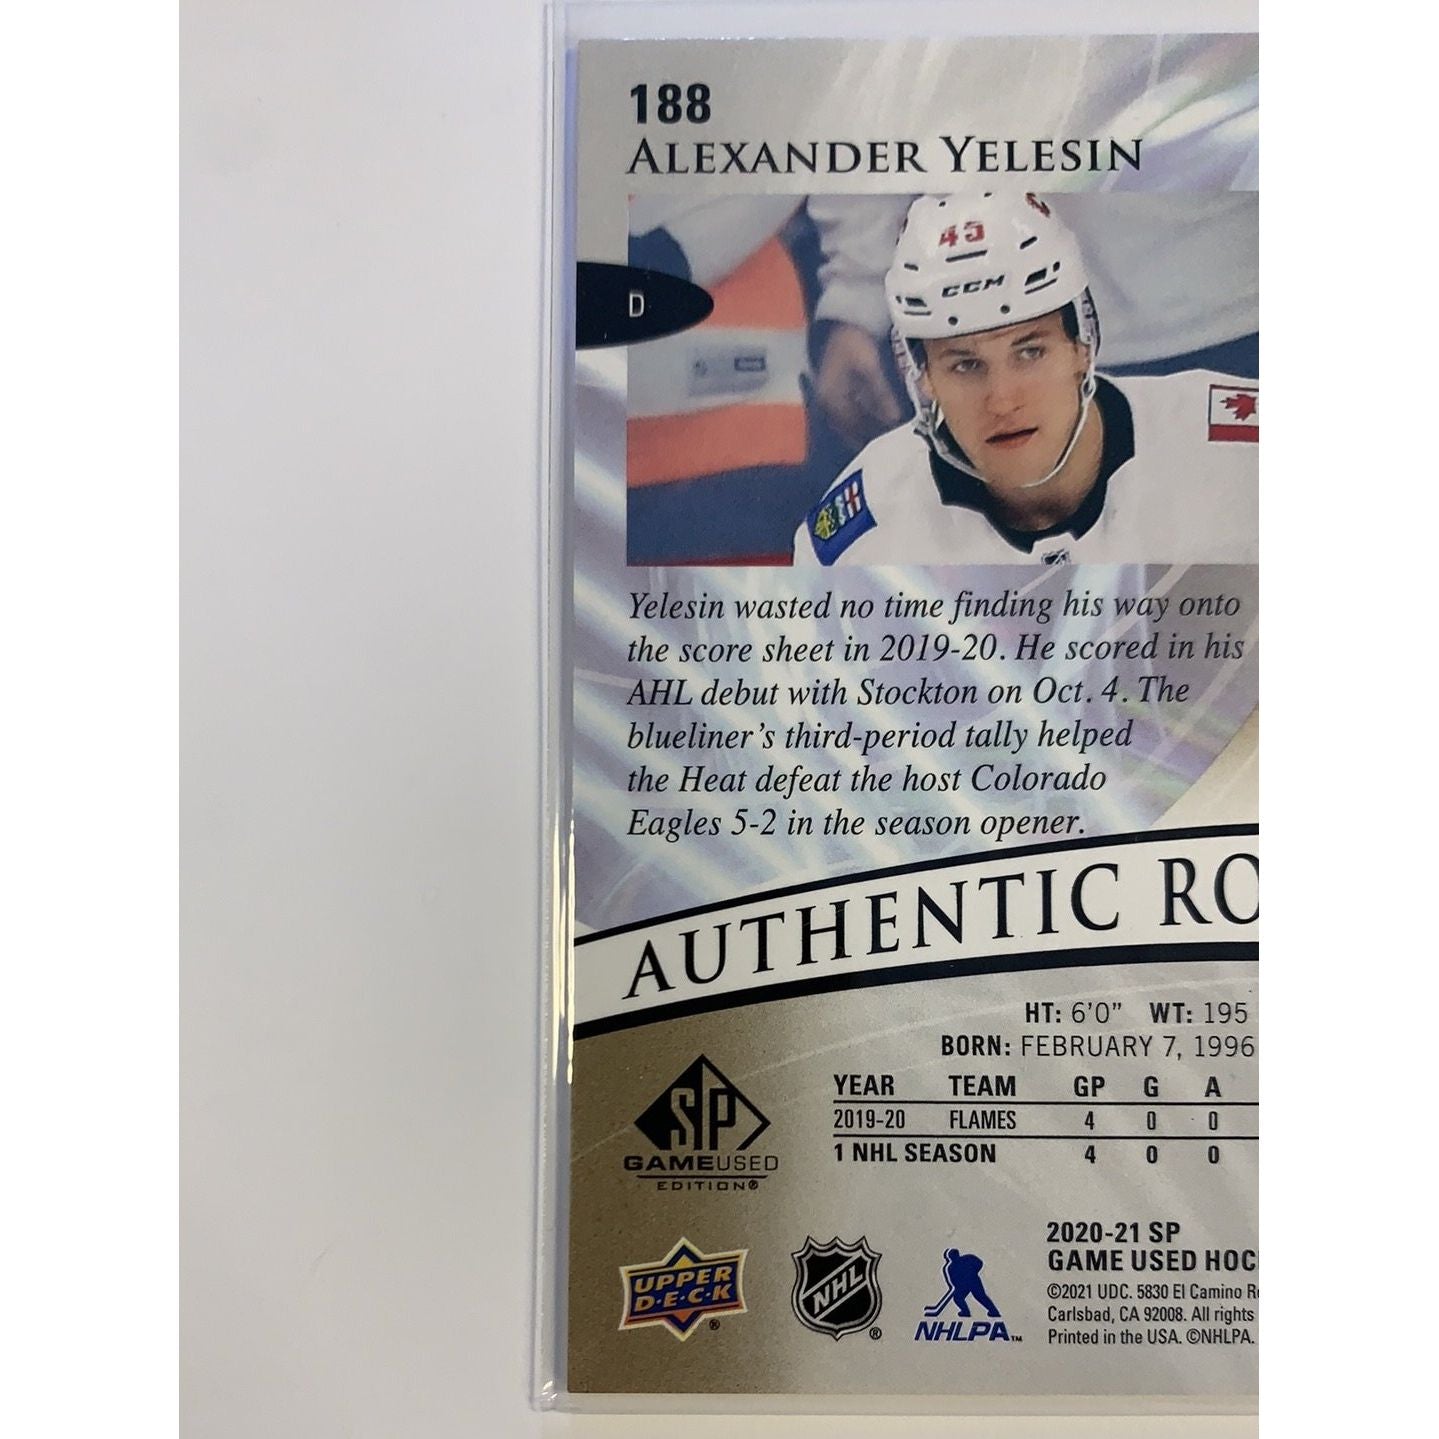 188
ALEXANDER YELESIN
45
CCM
D
Yelesin wasted no time finding his way onto
the score sheet in 2019-20. He scored in his
AHL debut with Stockton on Oct. 4. The
blueliner's third-period tally helped
the Heat defeat the host Colorado
Eagles 5-2 in the season opener.
AUTHENTIC RO
HT: 6'0" WT: 195
BORN: FEBRUARY 7, 1996
YEAR TEAM GP G A
2019-20 FLAMES 4 0 0
1 NHL SEASON 4 0 0
SP
GAMEUSED
EDITION®
2020-21 SP
GAME USED HOC
©2021 UDC. 5830 El Camino Re
Carlsbad, CA 92008. All rights
Printed in the USA. ©NHLPA.
UPPER
D·E·C·K®
NHL®
NHLPA™